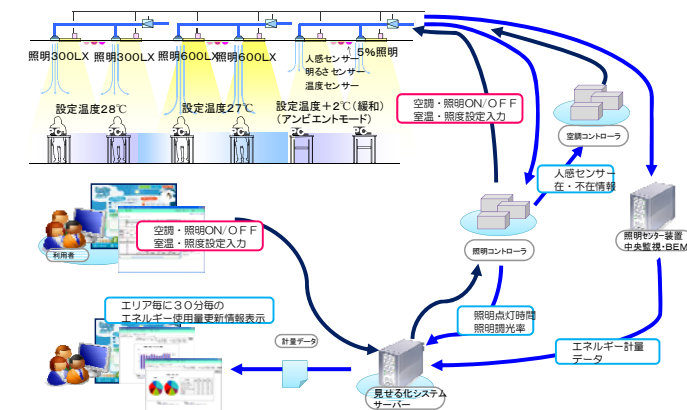 照明300LX
照明300LX
照明600LX
照明600LX
5%照明
人感センサー
明るさセンサー
温度センサー
設定温度28℃
設定温度27℃
設定温度+2℃(緩和)
(アンビエントモード)
空調・照明ON/OFF
室温・照度設定入力
空調コントローラ
人感センサー
在・不在情報
照明センター装置
中央監視・BEM
照明コントローラ
利用者
空調・照明ON/OFF
室温・照度設定入力
エリア毎に30分毎の
エネルギー使用量更新情報表示
計量データ
照明点灯時間
照明調光率
エネルギー計量
データ
見せる化システム
サーバー